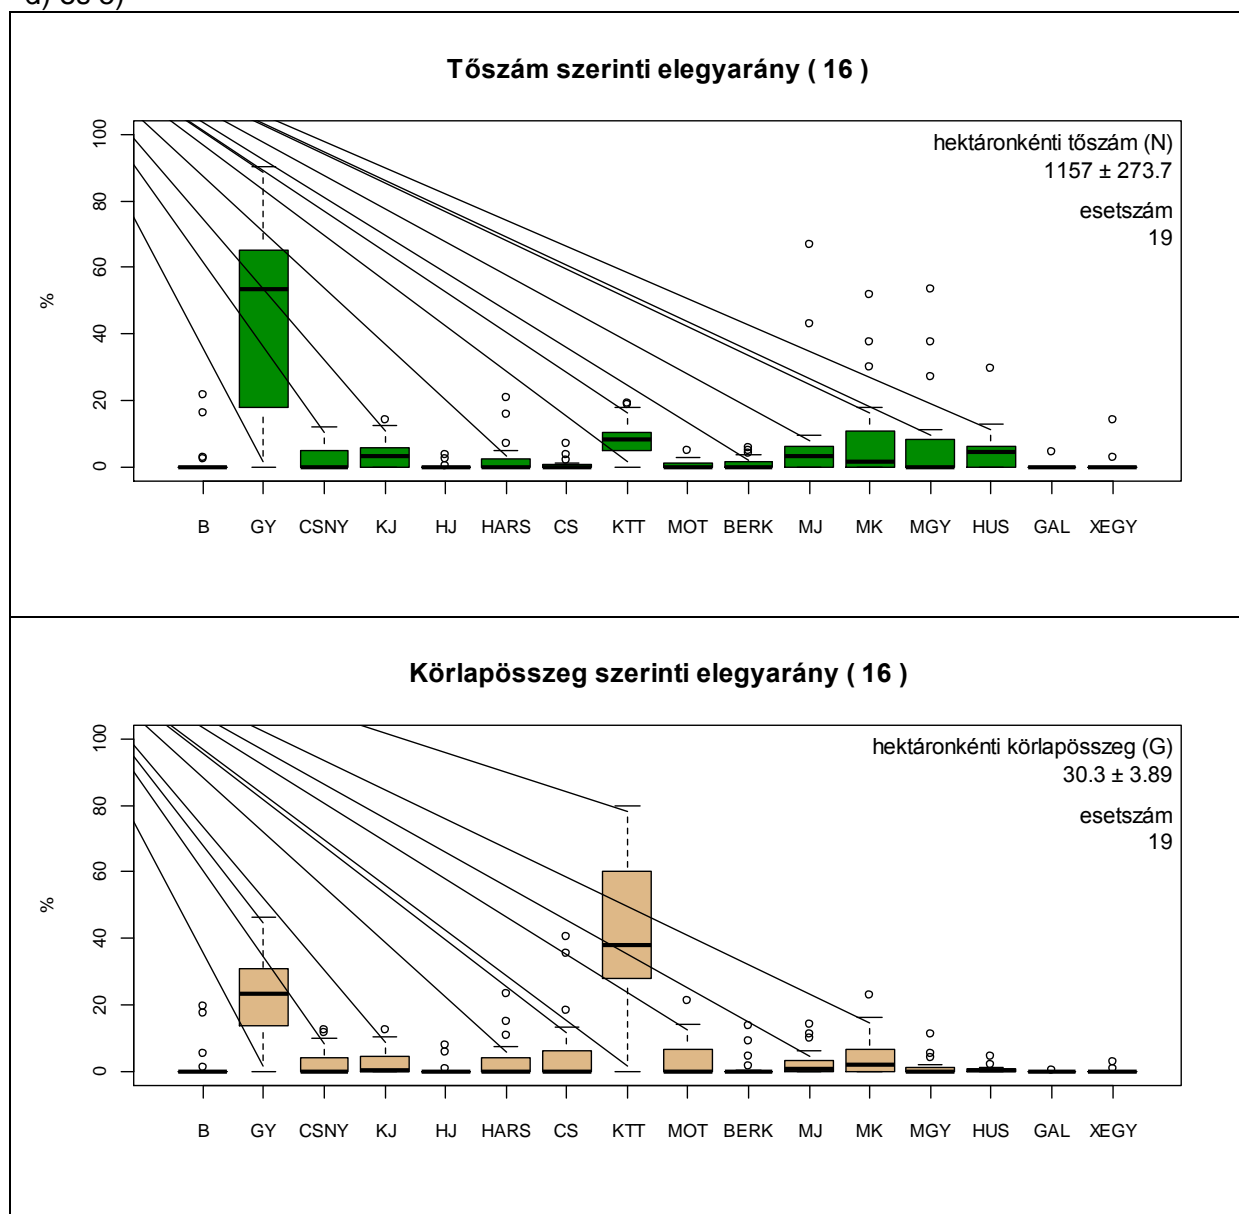 d) és e)
Tőszám szerinti elegyarány ( 16 )
hektáronkénti tőszám (N)
1157 ± 273.7
esetszám
19
100
80
60
40
20
0
%
B GY CSNY KJ HJ HARS CS KTT MOT BERK MJ MK MGY HUS GAL XEGY
Körlapösszeg szerinti elegyarány ( 16 )
hektáronkénti körlapösszeg (G)
30.3 ± 3.89
esetszám
19
100
80
60
40
20
0
%
B GY CSNY KJ HJ HARS CS KTT MOT BERK MJ MK MGY HUS GAL XEGY